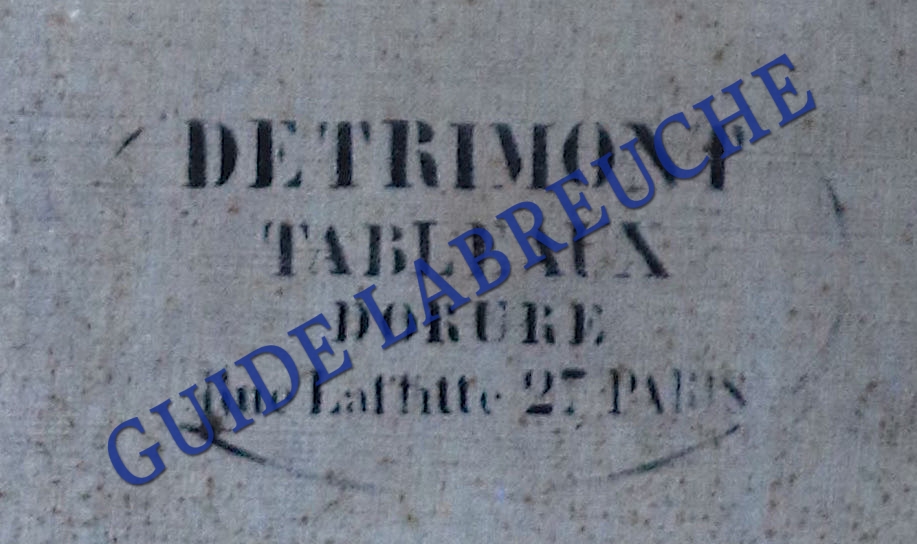 DETRIMONT
TABLEAUX
DORURE
Rue Laffitte 27 PARIS
GUIDE LABREUCHE